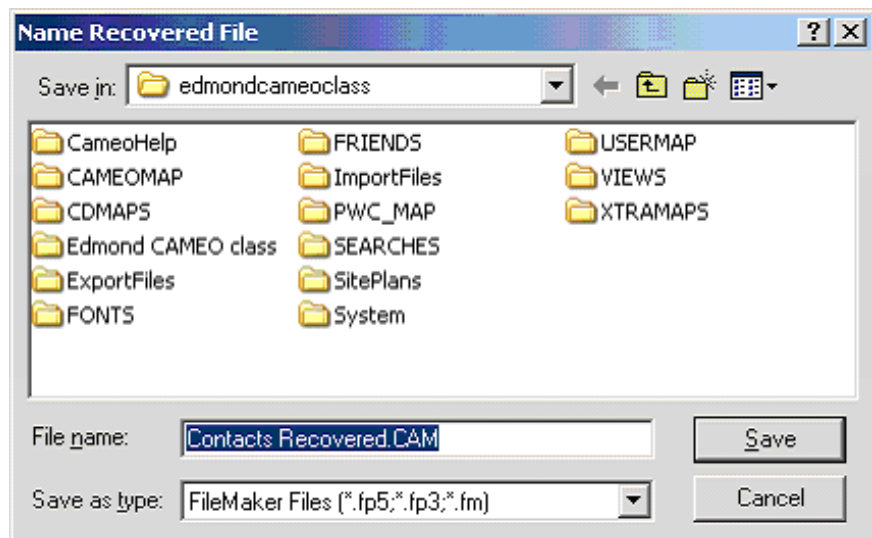 Name Recovered File
Save in: edmondcameoclass
CameoHelp FRIENDS USERMAP
CAMEOMAP ImportFiles VIEWS
CDMAPS PWC_MAP XTRAMAPS
Edmond CAMEO class SEARCHES
ExportFiles SitePlans
FONTS System
File name: Contacts Recovered.CAM Save
Save as type: FileMaker Files (*.fp5;*.fp3;*.fm) Cancel